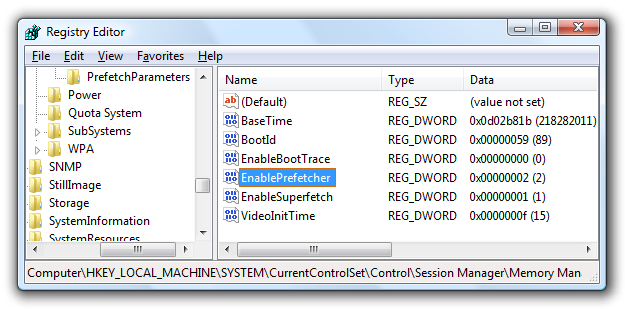 Registry Editor
File Edit View Favorites Help
PrefetchParameters
Power
Quota System
SubSystems
WPA
SNMP
StillImage
Storage
SystemInformation
SystemResources
Name Type Data
ab (Default) REG_SZ (value not set)
BaseTime REG_DWORD 0x0d02b81b (218282011)
BootId REG_DWORD 0x00000059 (89)
EnableBootTrace REG_DWORD 0x00000000 (0)
EnablePrefetcher REG_DWORD 0x00000002 (2)
EnableSuperfetch REG_DWORD 0x00000001 (1)
VideoInitTime REG_DWORD 0x0000000f (15)
Computer\HKEY_LOCAL_MACHINE\SYSTEM\CurrentControlSet\Control\Session Manager\Memory Man